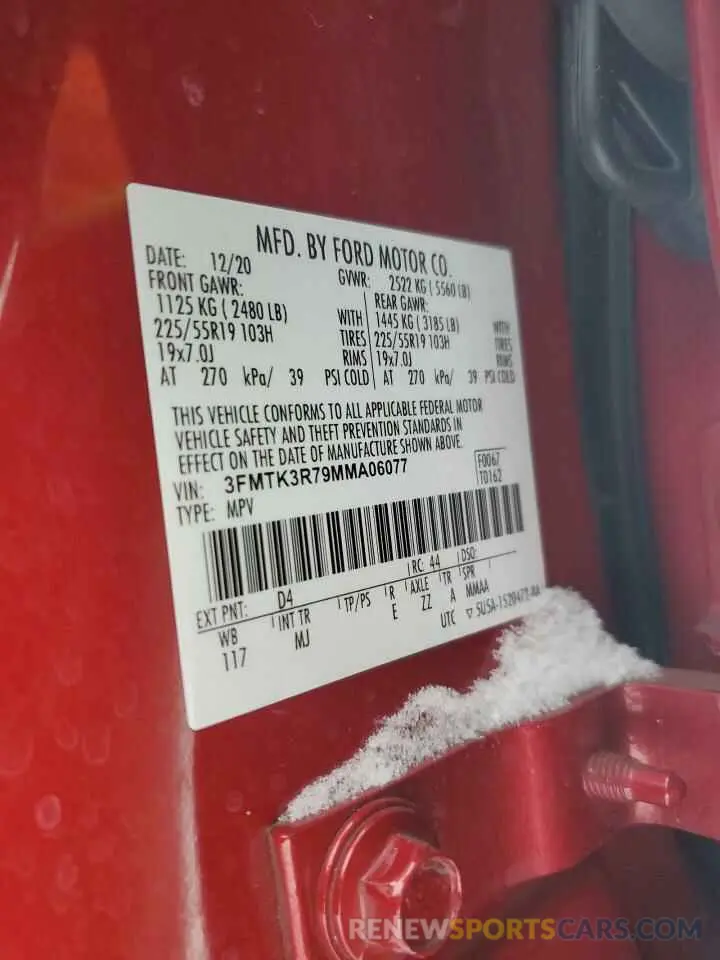 MFD. BY FORD MOTOR CO.
DATE: 12/20 GVWR: 2522 KG ( 5560 LB)
FRONT GAWR: REAR GAWR:
1125 KG ( 2480 LB) WITH 1445 KG ( 3185 LB) WITH
225/55R19 103H TIRES 225/55R19 103H TIRES
19x7.0J RIMS 19x7.0J RIMS
AT 270 kPa/ 39 PSI COLD AT 270 kPa/ 39 PSI COLD
THIS VEHICLE CONFORMS TO ALL APPLICABLE FEDERAL MOTOR
VEHICLE SAFETY AND THEFT PREVENTION STANDARDS IN
EFFECT ON THE DATE OF MANUFACTURE SHOWN ABOVE.
VIN: 3FMTK3R79MMA06077 F0067
TYPE: MPV T0162
EXT PNT: D4 RC: 44 DSO:
WB INT TR TP/PS R AXLE TR SPR
117 MJ E ZZ A MMAA
UTC
RENEWSPORTSCARS.COM